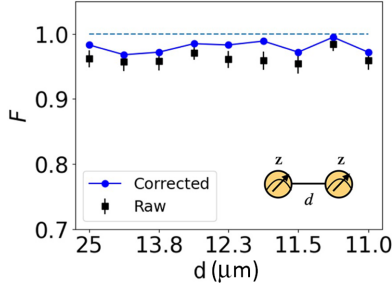 1.0
0.9
0.8
0.7
F
Corrected
Raw
z z
d
25 13.8 12.3 11.5 11.0
d (μm)